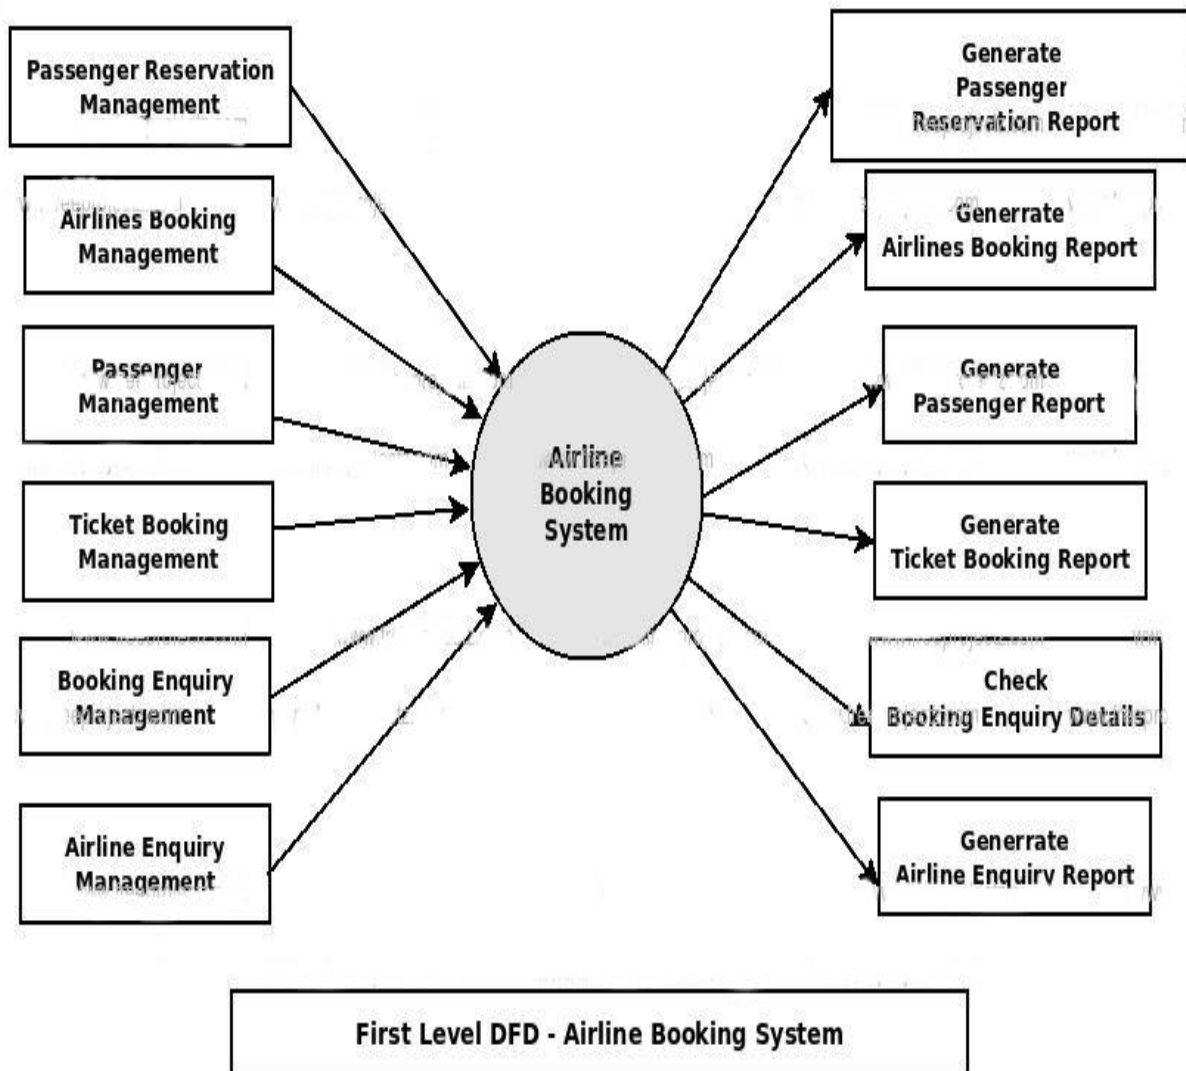 Passenger Reservation
Management
Airlines Booking
Management
Passenger
Management
Ticket Booking
Management
Booking Enquiry
Management
Airline Enquiry
Management
Airline
Booking
System
Generate
Passenger
Reservation Report
Generrate
Airlines Booking Report
Generate
Passenger Report
Generate
Ticket Booking Report
Check
Booking Enquiry Details
Generrate
Airline Enquiry Report
First Level DFD - Airline Booking System